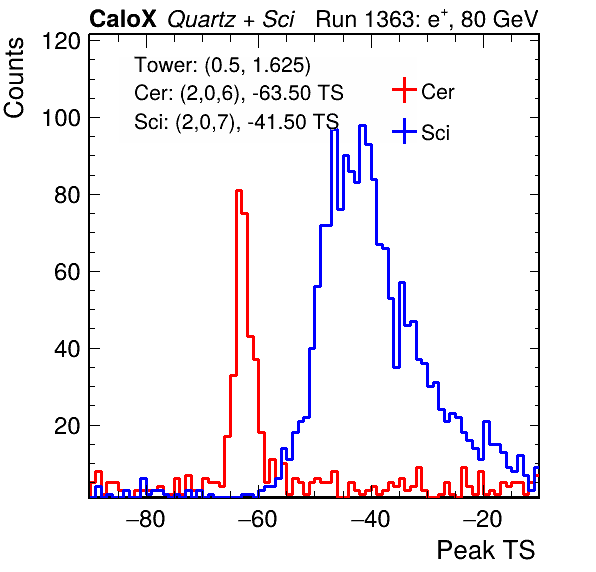 CaloX Quartz + Sci Run 1363: e+, 80 GeV
Counts
Tower: (0.5, 1.625)
Cer: (2,0,6), -63.50 TS
Sci: (2,0,7), -41.50 TS
Cer
Sci
120
100
80
60
40
20
−80 −60 −40 −20
Peak TS